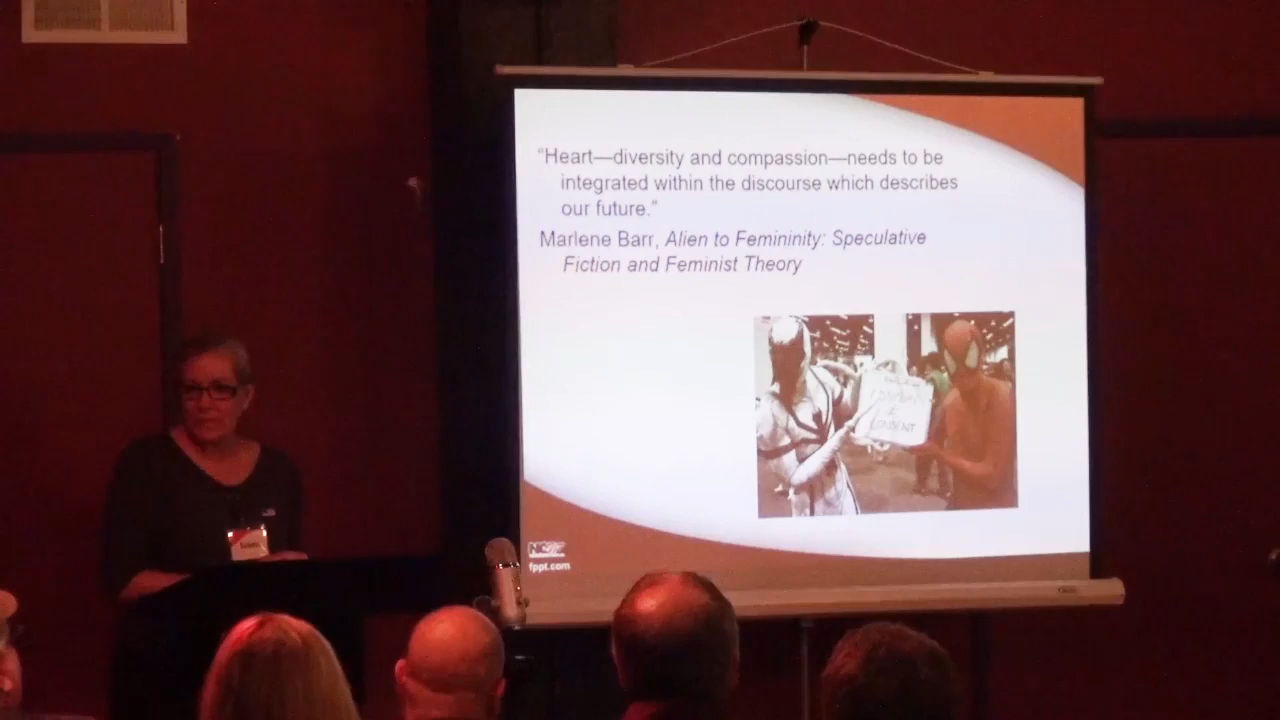 “Heart—diversity and compassion—needs to be
integrated within the discourse which describes
our future.”
Marlene Barr, Alien to Femininity: Speculative
Fiction and Feminist Theory
CONSENT
fppt.com